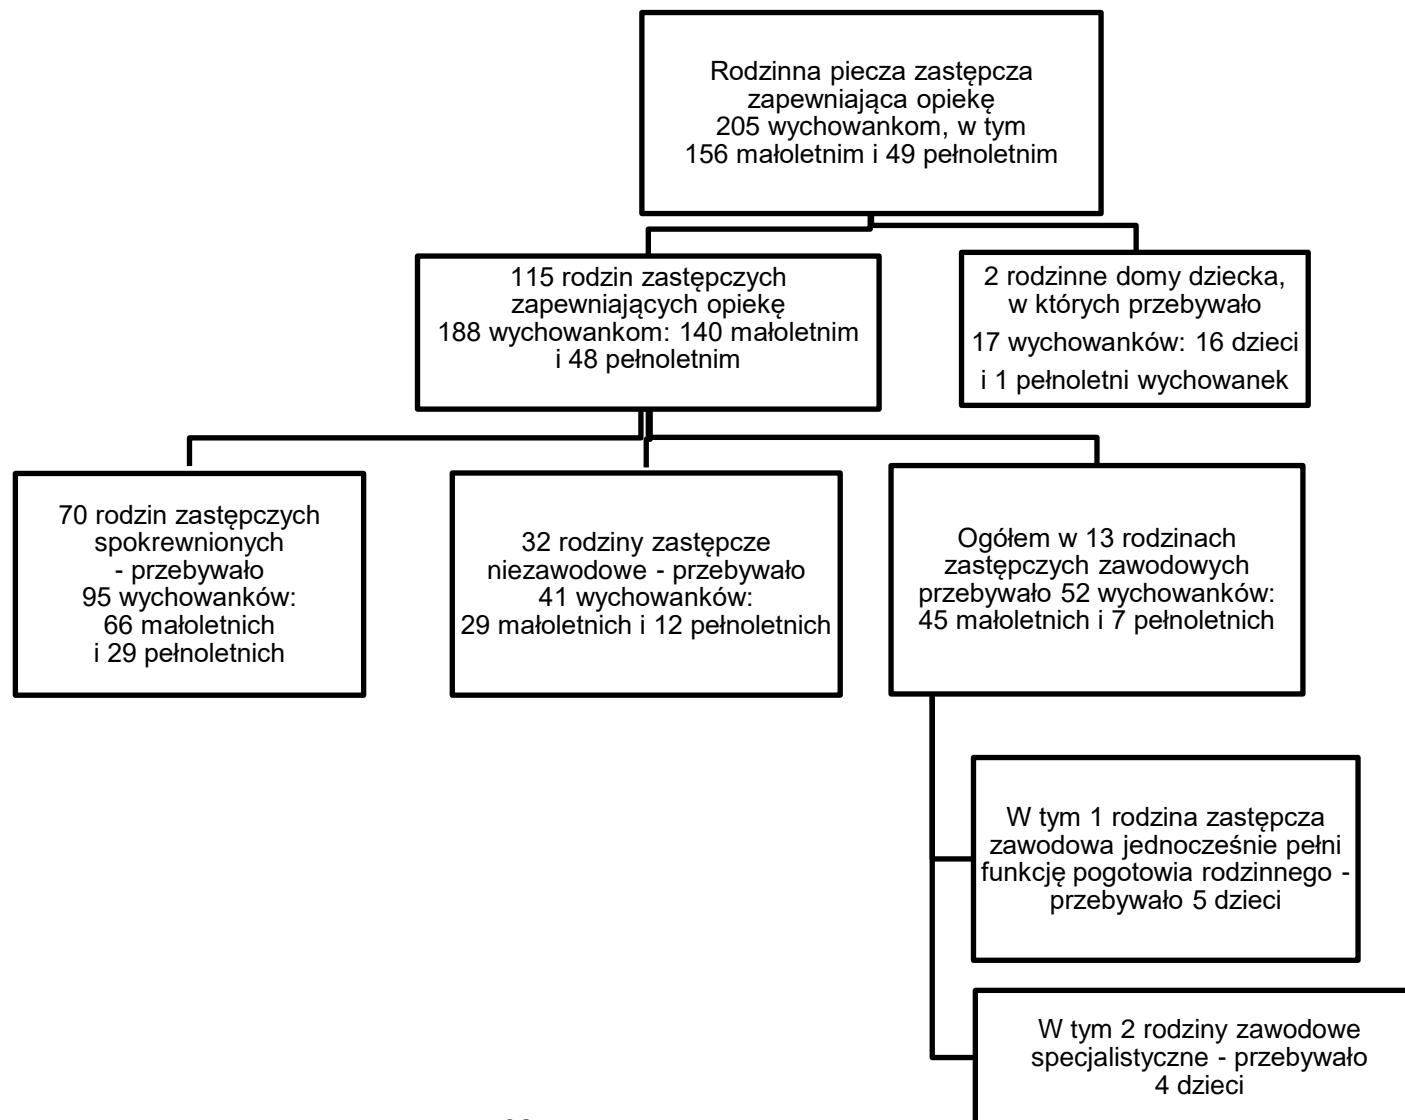 Rodzinna piecza zastępcza
zapewniająca opiekę
205 wychowankom, w tym
156 małoletnim i 49 pełnoletnim
115 rodzin zastępczych
zapewniających opiekę
188 wychowankom: 140 małoletnim
i 48 pełnoletnim
2 rodzinne domy dziecka,
w których przebywało
17 wychowanków: 16 dzieci
i 1 pełnoletni wychowanek
70 rodzin zastępczych
spokrewnionych
- przebywało
95 wychowanków:
66 małoletnich
i 29 pełnoletnich
32 rodziny zastępcze
niezawodowe - przebywało
41 wychowanków:
29 małoletnich i 12 pełnoletnich
Ogółem w 13 rodzinach
zastępczych zawodowych
przebywało 52 wychowanków:
45 małoletnich i 7 pełnoletnich
W tym 1 rodzina zastępcza
zawodowa jednocześnie pełni
funkcję pogotowia rodzinnego -
przebywało 5 dzieci
W tym 2 rodziny zawodowe
specjalistyczne - przebywało
4 dzieci